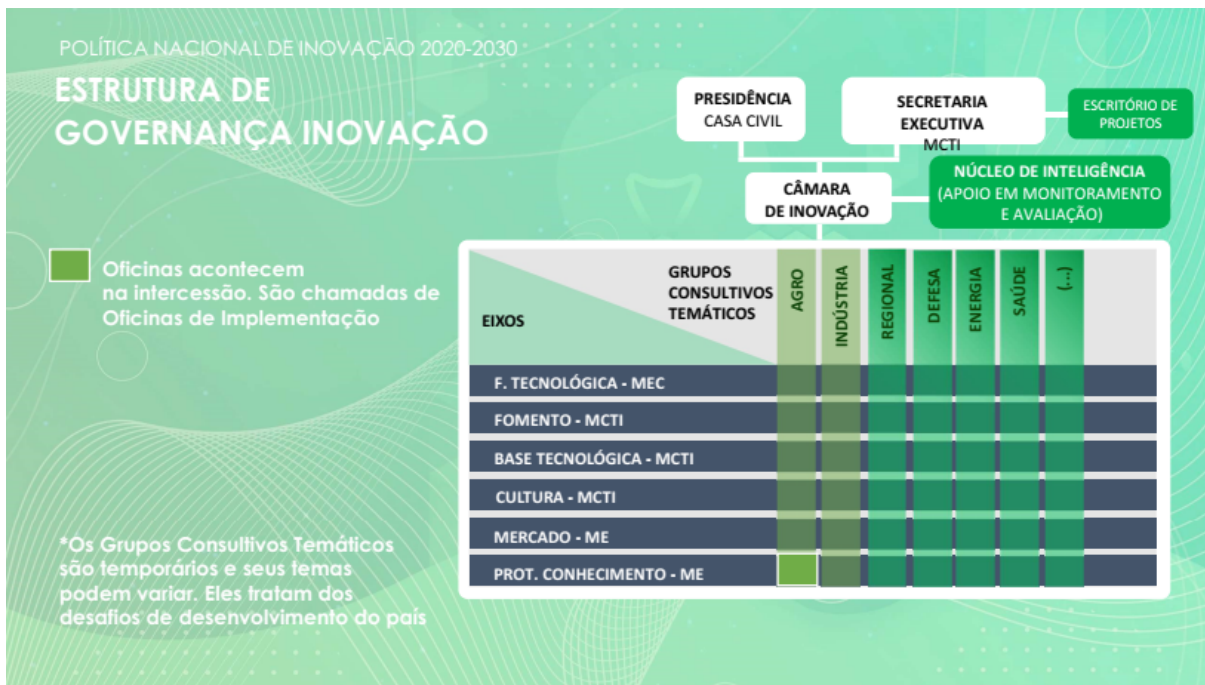 POLÍTICA NACIONAL DE INOVAÇÃO 2020-2030
ESTRUTURA DE
GOVERNANÇA INOVAÇÃO
PRESIDÊNCIA
CASA CIVIL
SECRETARIA
EXECUTIVA
MCTI
ESCRITÓRIO DE
PROJETOS
CÂMARA
DE INOVAÇÃO
NÚCLEO DE INTELIGÊNCIA
(APOIO EM MONITORAMENTO
E AVALIAÇÃO)
Oficinas acontecem
na intercessão. São chamadas de
Oficinas de Implementação
EIXOS
GRUPOS
CONSULTIVOS
TEMÁTICOS
AGRO
INDÚSTRIA
REGIONAL
DEFESA
ENERGIA
SAÚDE
(...)
F. TECNOLÓGICA - MEC
FOMENTO - MCTI
BASE TECNOLÓGICA - MCTI
CULTURA - MCTI
MERCADO - ME
PROT. CONHECIMENTO - ME
*Os Grupos Consultivos Temáticos
são temporários e seus temas
podem variar. Eles tratam dos
desafios de desenvolvimento do país